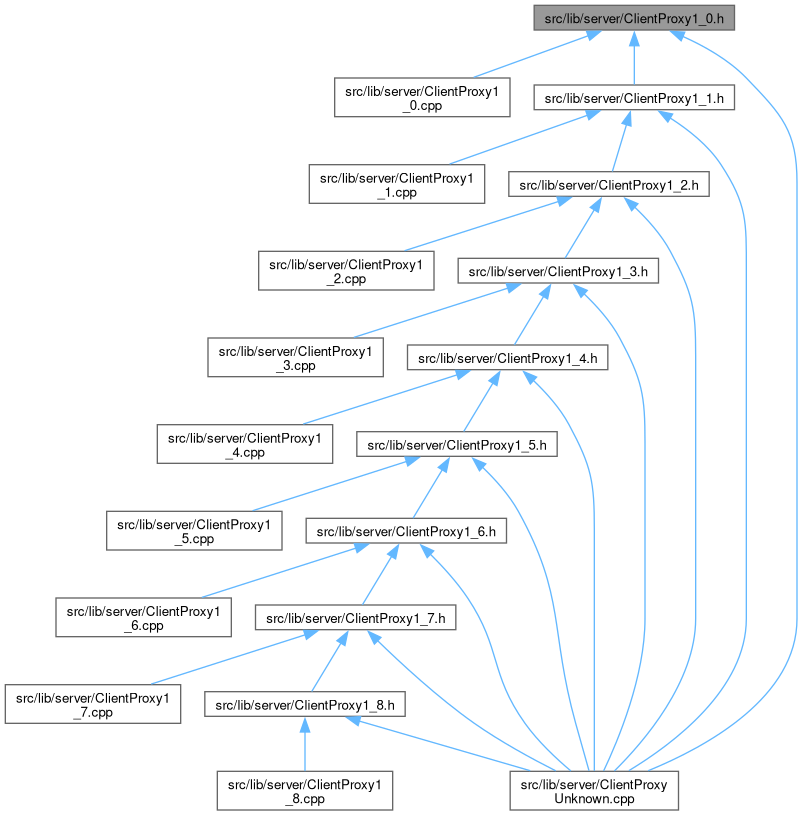 src/lib/server/ClientProxy1_0.h
src/lib/server/ClientProxy1
_0.cpp
src/lib/server/ClientProxy1_1.h
src/lib/server/ClientProxy1
_1.cpp
src/lib/server/ClientProxy1_2.h
src/lib/server/ClientProxy1
_2.cpp
src/lib/server/ClientProxy1_3.h
src/lib/server/ClientProxy1
_3.cpp
src/lib/server/ClientProxy1_4.h
src/lib/server/ClientProxy1
_4.cpp
src/lib/server/ClientProxy1_5.h
src/lib/server/ClientProxy1
_5.cpp
src/lib/server/ClientProxy1_6.h
src/lib/server/ClientProxy1
_6.cpp
src/lib/server/ClientProxy1_7.h
src/lib/server/ClientProxy1
_7.cpp
src/lib/server/ClientProxy1_8.h
src/lib/server/ClientProxy1
_8.cpp
src/lib/server/ClientProxy
Unknown.cpp